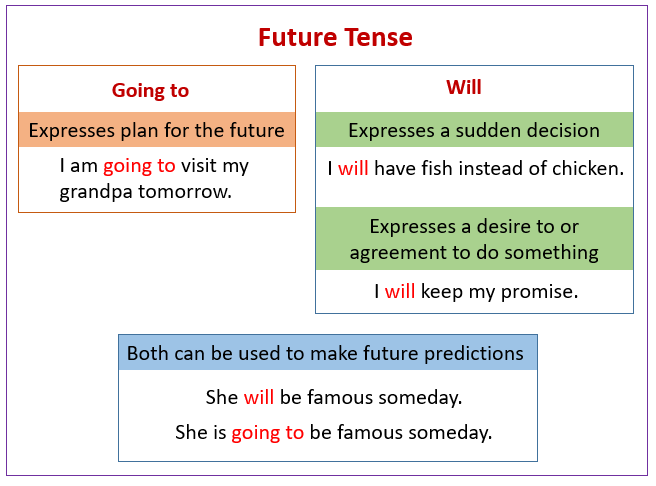 Future Tense
Going to
Expresses plan for the future
I am going to visit my
grandpa tomorrow.
Will
Expresses a sudden decision
I will have fish instead of chicken.
Expresses a desire to or
agreement to do something
I will keep my promise.
Both can be used to make future predictions
She will be famous someday.
She is going to be famous someday.